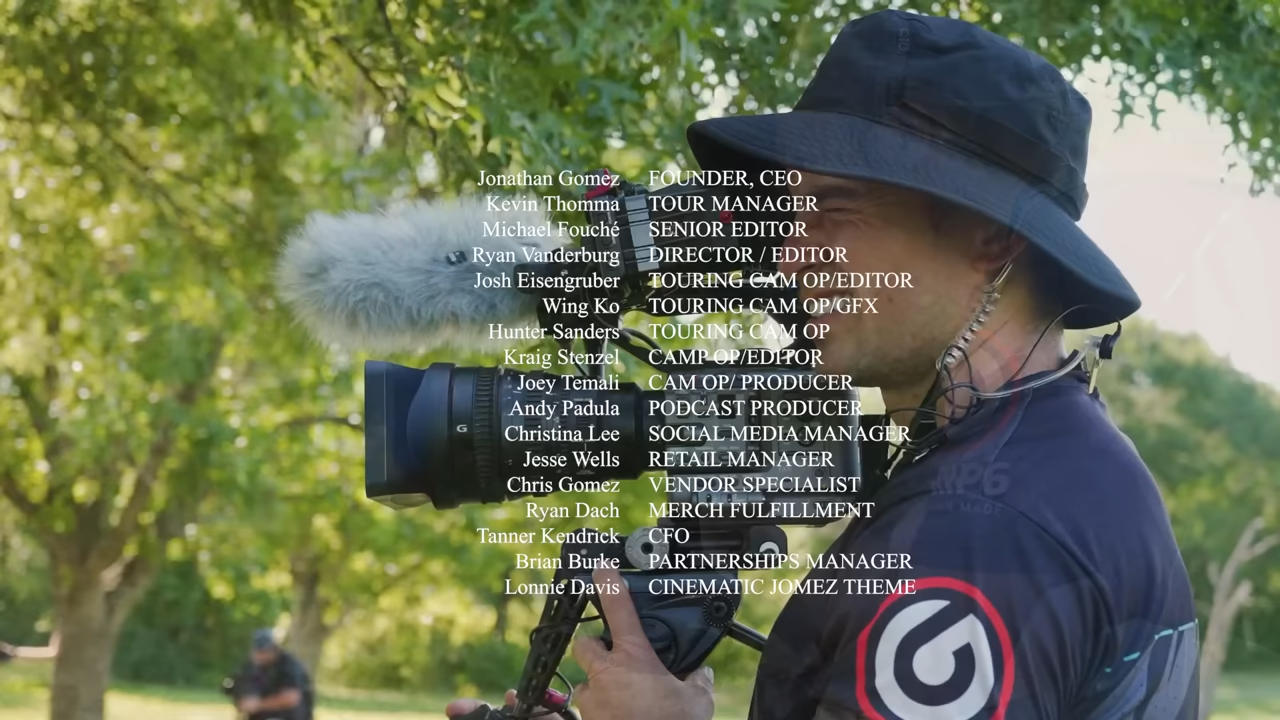 Jonathan Gomez FOUNDER, CEO
Kevin Thomma TOUR MANAGER
Michael Fouché SENIOR EDITOR
Ryan Vanderburg DIRECTOR / EDITOR
Josh Eisengruber TOURING CAM OP/EDITOR
Wing Ko TOURING CAM OP/GFX
Hunter Sanders TOURING CAM OP
Kraig Stenzel CAMP OP/EDITOR
Joey Temali CAM OP/ PRODUCER
Andy Padula PODCAST PRODUCER
Christina Lee SOCIAL MEDIA MANAGER
Jesse Wells RETAIL MANAGER
Chris Gomez VENDOR SPECIALIST
Ryan Dach MERCH FULFILLMENT
Tanner Kendrick CFO
Brian Burke PARTNERSHIPS MANAGER
Lonnie Davis CINEMATIC JOMEZ THEME
G